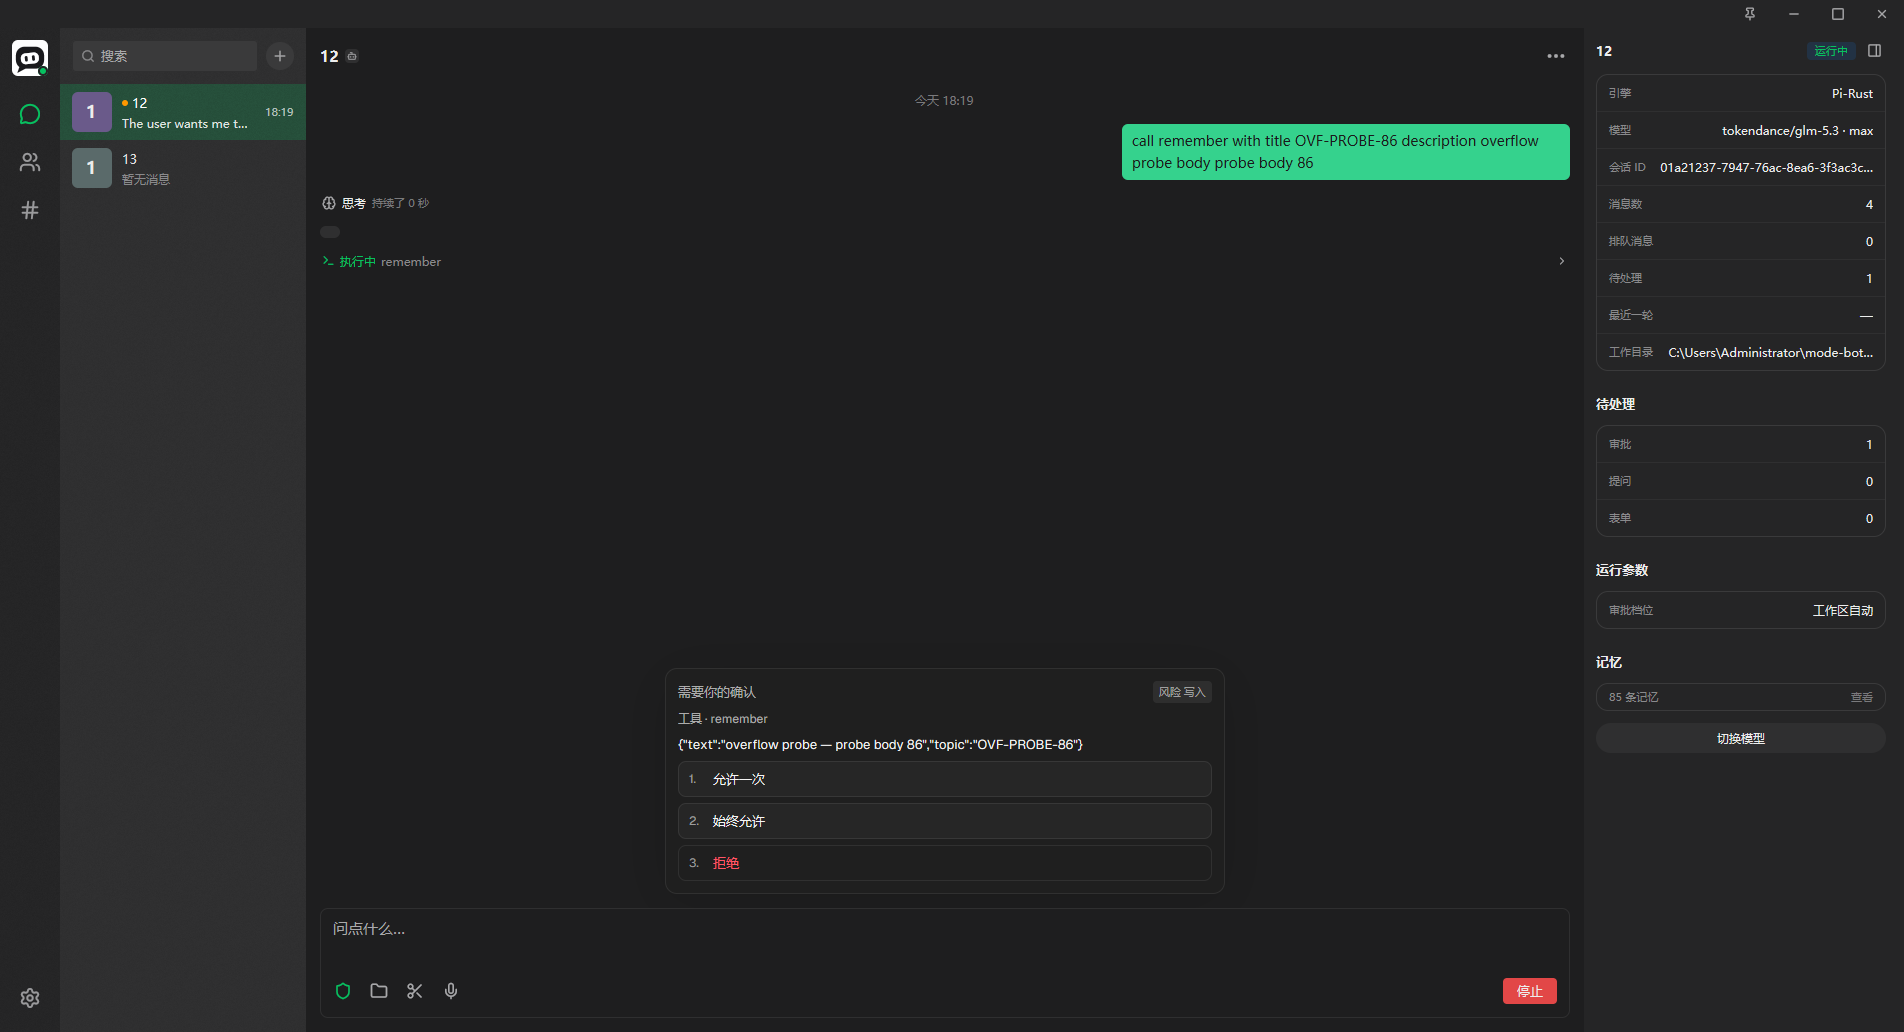 搜索
1
12
18:19
The user wants me t...
1
13
暂无消息
12
今天 18:19
call remember with title OVF-PROBE-86 description overflow
probe body probe body 86
思考 持续了 0 秒
执行中 remember
需要你的确认
风险 写入
工具 · remember
{"text":"overflow probe — probe body 86","topic":"OVF-PROBE-86"}
1. 允许一次
2. 始终允许
3. 拒绝
问点什么...
停止
12
运行中
引擎 Pi-Rust
模型 tokendance/glm-5.3 · max
会话 ID 01a21237-7947-76ac-8ea6-3f3ac3c...
消息数 4
排队消息 0
待处理 1
最近一轮 —
工作目录 C:\Users\Administrator\mode-bot...
待处理
审批 1
提问 0
表单 0
运行参数
审批档位 工作区自动
记忆
85 条记忆 查看
切换模型